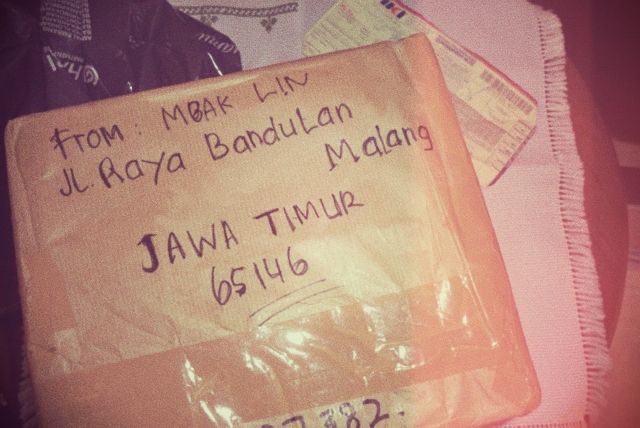 FROM: MBAK LIN
JL. Raya Bandulan
Malang
JAWA TIMUR
65146